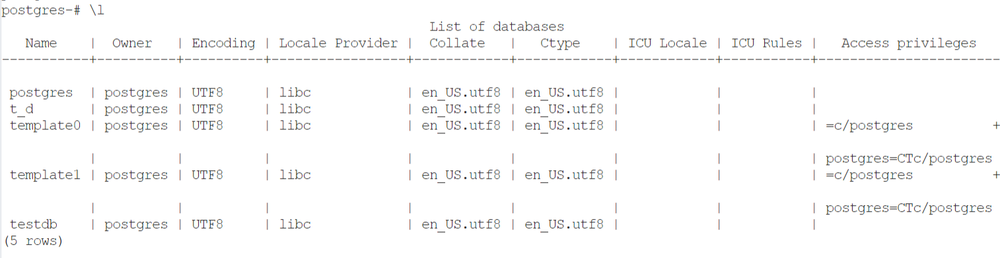 postgres-# \l
                                                      List of databases
   Name    |  Owner   | Encoding | Locale Provider |  Collate   |   Ctype    | ICU Locale | ICU Rules |   Access privileges
-----------+----------+----------+-----------------+------------+------------+------------+-----------+-----------------------
 postgres  | postgres | UTF8     | libc            | en_US.utf8 | en_US.utf8 |            |           |
 t_d       | postgres | UTF8     | libc            | en_US.utf8 | en_US.utf8 |            |           |
 template0 | postgres | UTF8     | libc            | en_US.utf8 | en_US.utf8 |            |           | =c/postgres          +
           |          |          |                 |            |            |            |           | postgres=CTc/postgres
 template1 | postgres | UTF8     | libc            | en_US.utf8 | en_US.utf8 |            |           | =c/postgres          +
           |          |          |                 |            |            |            |           | postgres=CTc/postgres
 testdb    | postgres | UTF8     | libc            | en_US.utf8 | en_US.utf8 |            |           |
(5 rows)